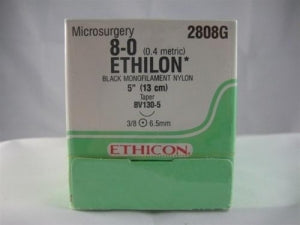 Microsurgery 2808G
8-0 (0.4 metric)
ETHILON*
BLACK MONOFILAMENT NYLON
5" (13 cm)
Taper
BV130-5
3/8 6.5mm
ETHICON